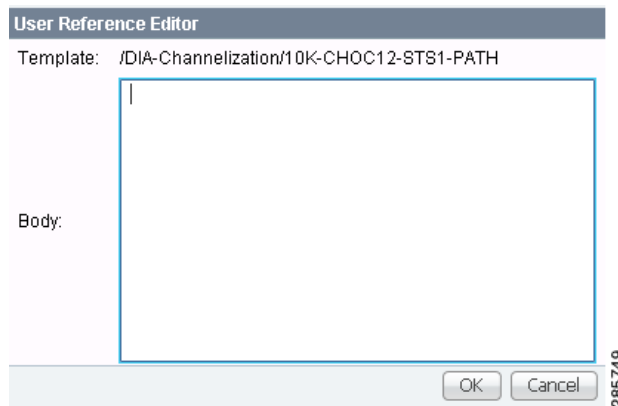 User Reference Editor
Template: /DIA-Channelization/10K-CHOC12-STS1-PATH
Body:
OK Cancel
285749